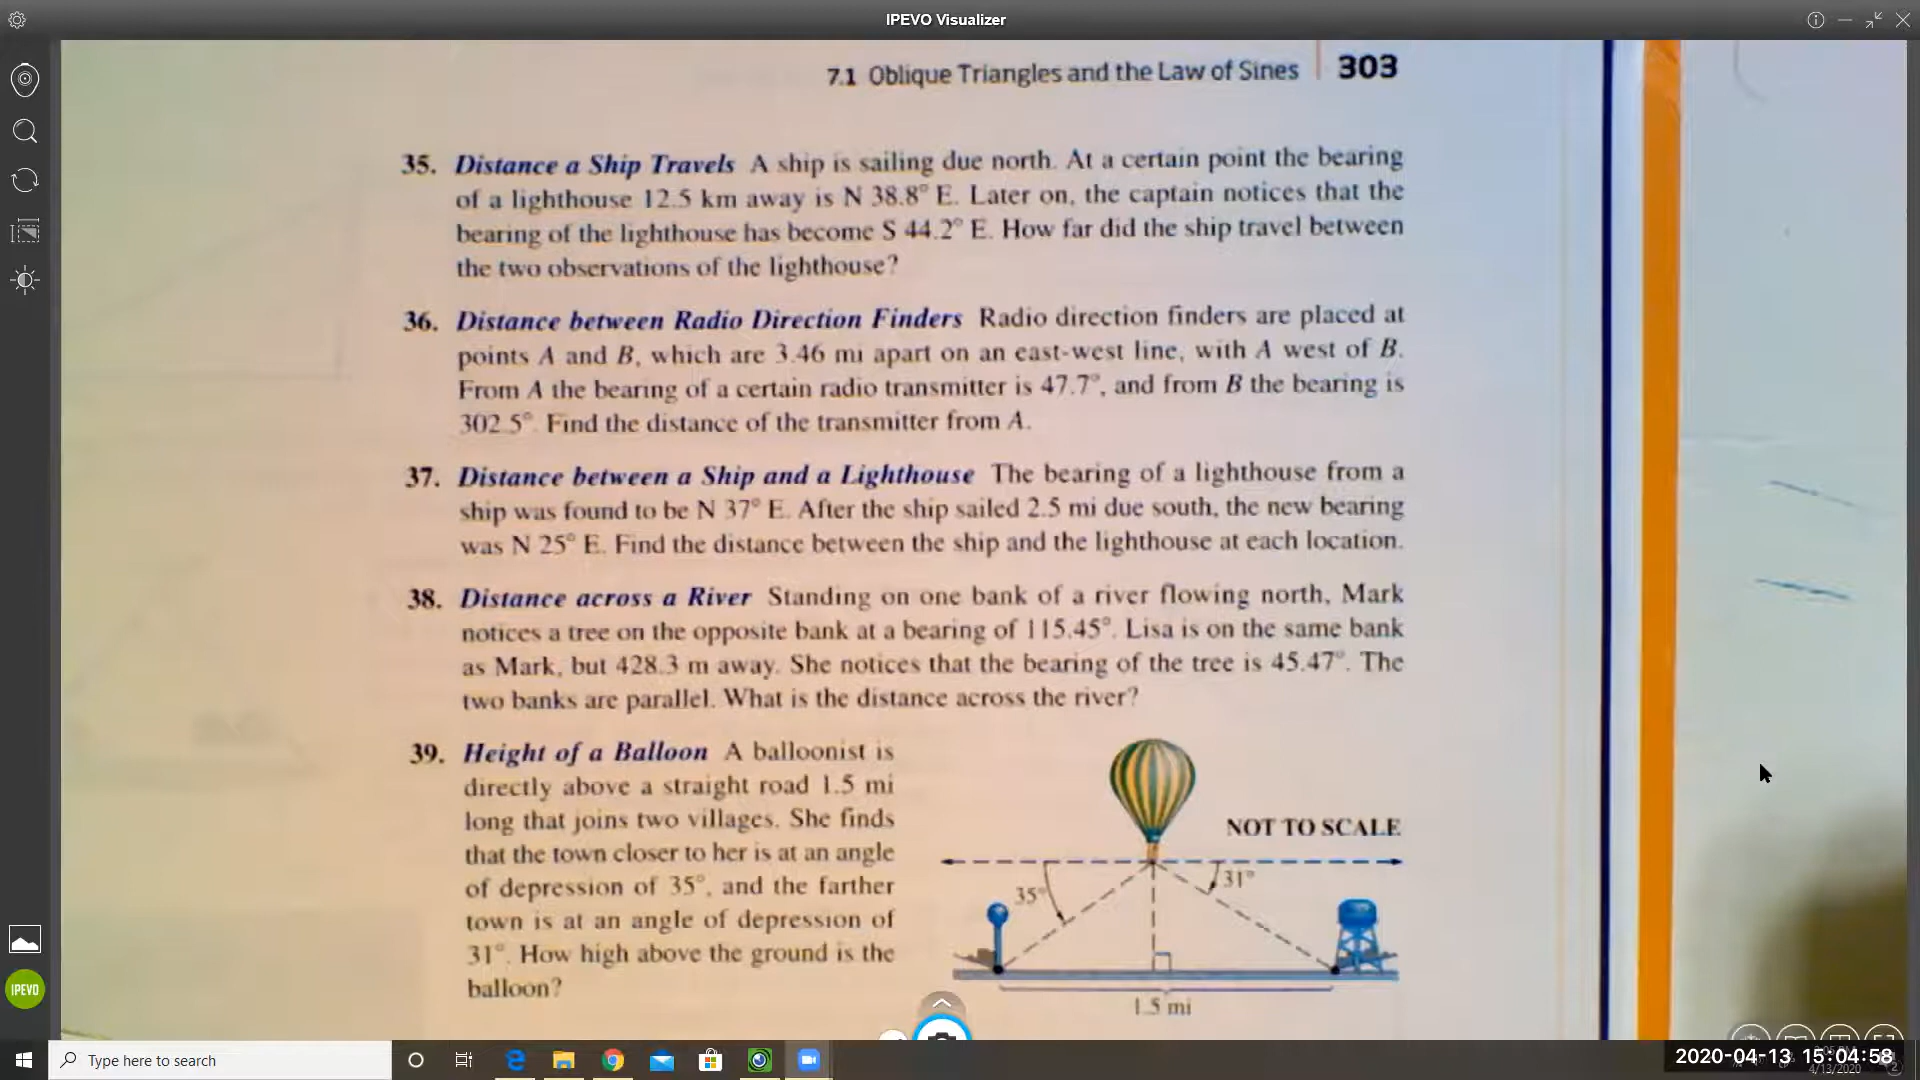 IPEVO Visualizer
7.1 Oblique Triangles and the Law of Sines 303
35. Distance a Ship Travels A ship is sailing due north. At a certain point the bearing
of a lighthouse 12.5 km away is N 38.8° E. Later on, the captain notices that the
bearing of the lighthouse has become S 44.2° E. How far did the ship travel between
the two observations of the lighthouse?
36. Distance between Radio Direction Finders Radio direction finders are placed at
points A and B, which are 3.46 mi apart on an east-west line, with A west of B.
From A the bearing of a certain radio transmitter is 47.7°, and from B the bearing is
302.5°. Find the distance of the transmitter from A.
37. Distance between a Ship and a Lighthouse The bearing of a lighthouse from a
ship was found to be N 37° E. After the ship sailed 2.5 mi due south, the new bearing
was N 25° E. Find the distance between the ship and the lighthouse at each location.
38. Distance across a River Standing on one bank of a river flowing north, Mark
notices a tree on the opposite bank at a bearing of 115.45°. Lisa is on the same bank
as Mark, but 428.3 m away. She notices that the bearing of the tree is 45.47°. The
two banks are parallel. What is the distance across the river?
39. Height of a Balloon A balloonist is
directly above a straight road 1.5 mi
long that joins two villages. She finds
that the town closer to her is at an angle
of depression of 35°, and the farther
town is at an angle of depression of
31°. How high above the ground is the
balloon?
NOT TO SCALE
35°
31°
1.5 mi
IPEVO
Type here to search
2020-04-13 15:04:58
4/13/2020